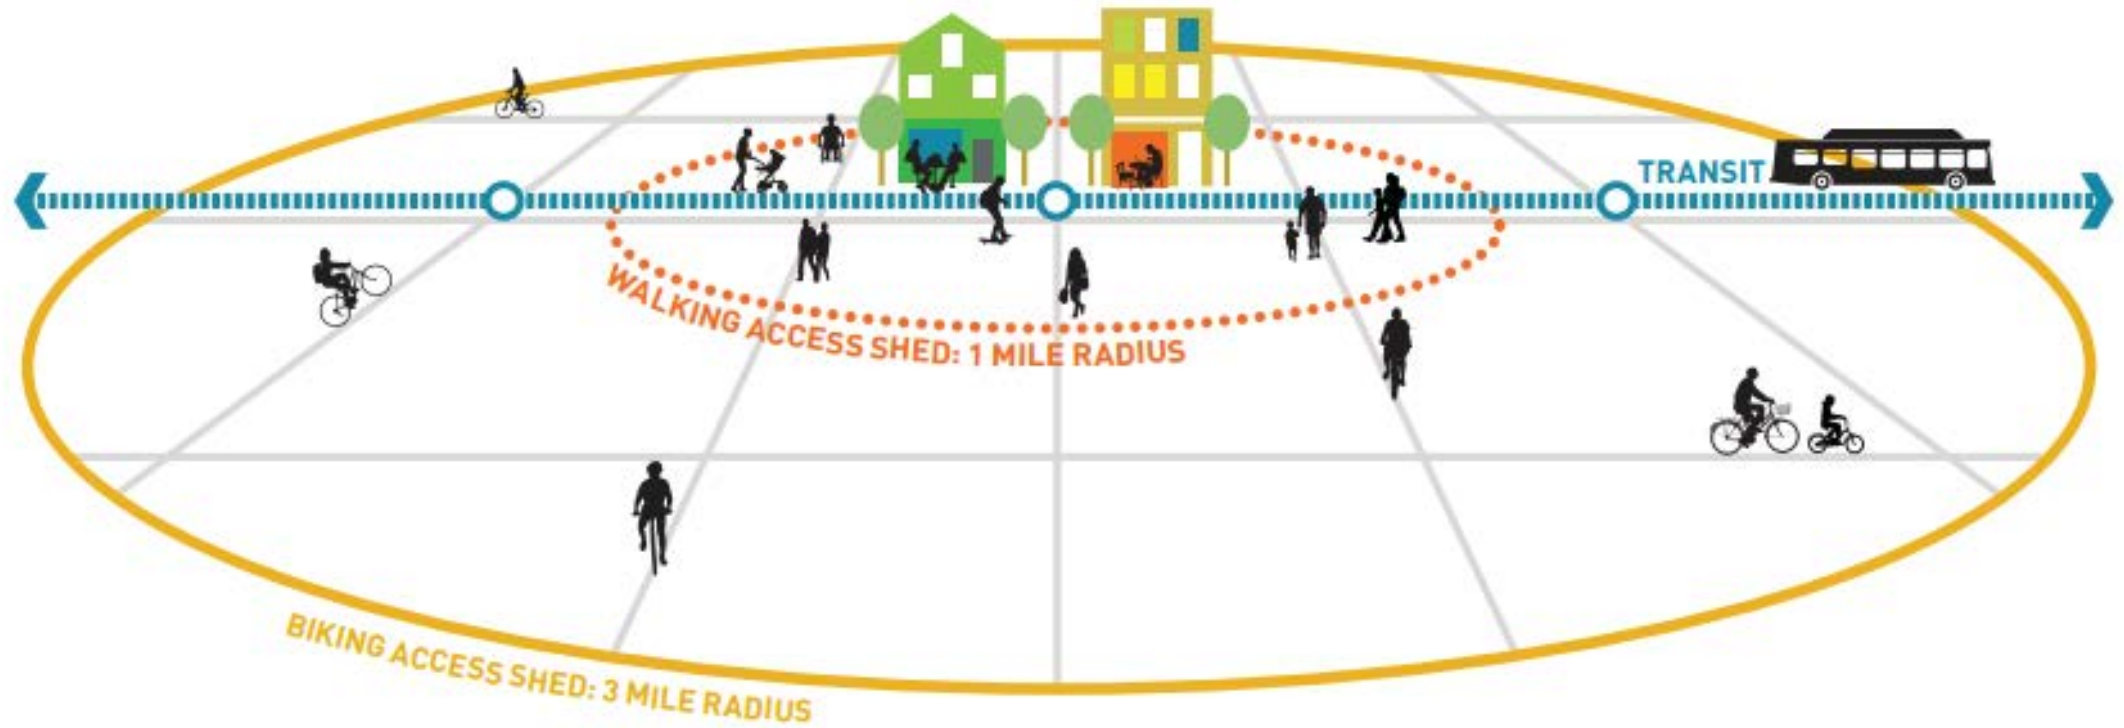 TRANSIT
WALKING ACCESS SHED: 1 MILE RADIUS
BIKING ACCESS SHED: 3 MILE RADIUS